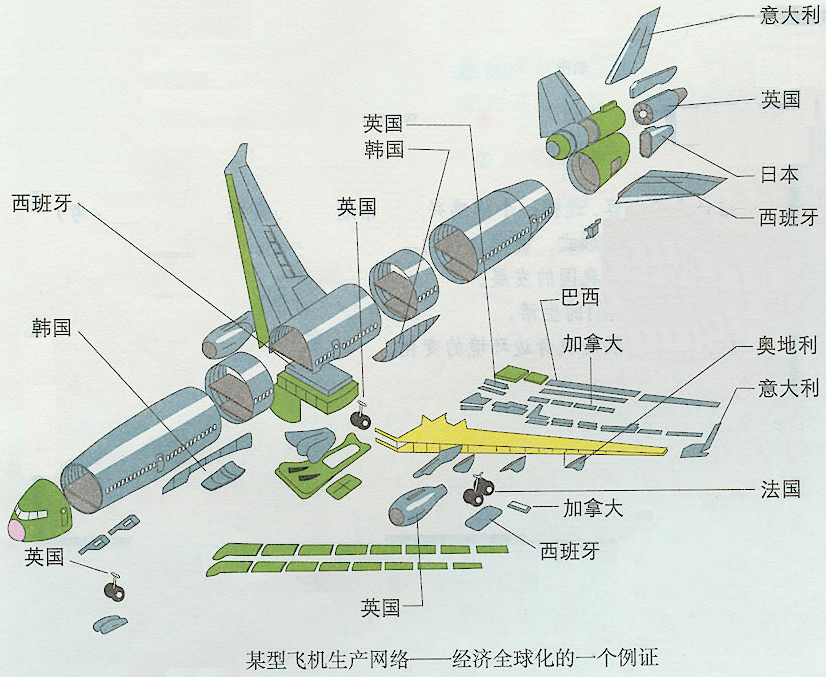 意大利
英国
英国
韩国
日本
西班牙
英国
西班牙
巴西
韩国
加拿大
奥地利
意大利
法国
加拿大
西班牙
英国
英国
某型飞机生产网络——经济全球化的一个例证